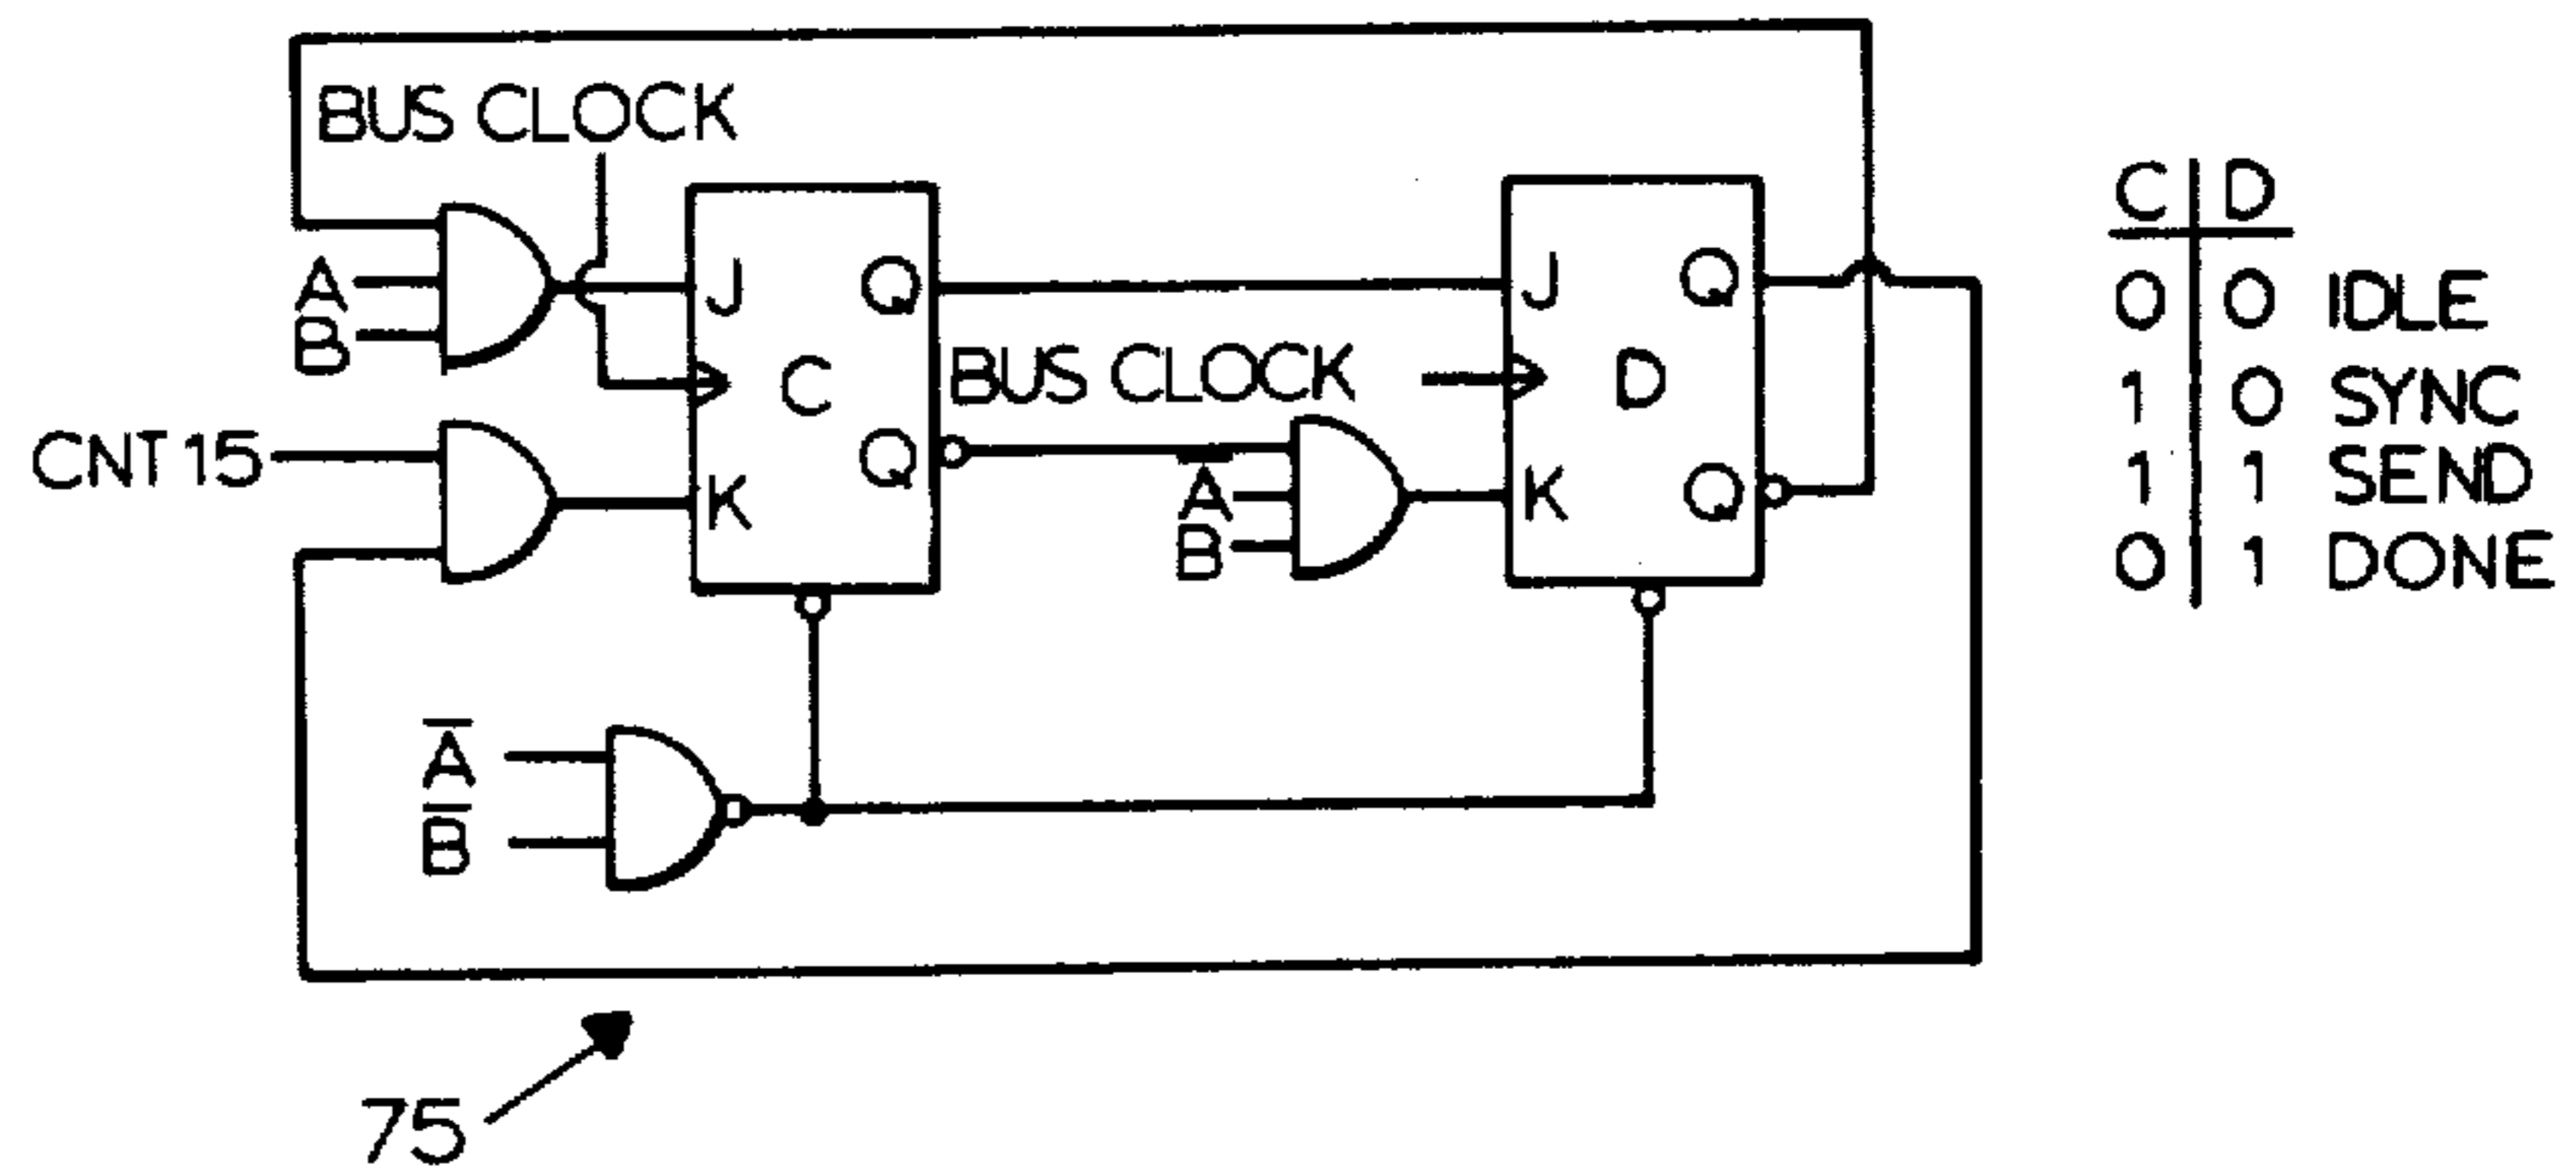 BUS CLOCK
A
B
J
Q
C
Q
K
CNT 15
BUS CLOCK
J
Q
D
Q
K
A̅
B
A̅
B̅
C D
0 0 IDLE
1 0 SYNC
1 1 SEND
0 1 DONE
75